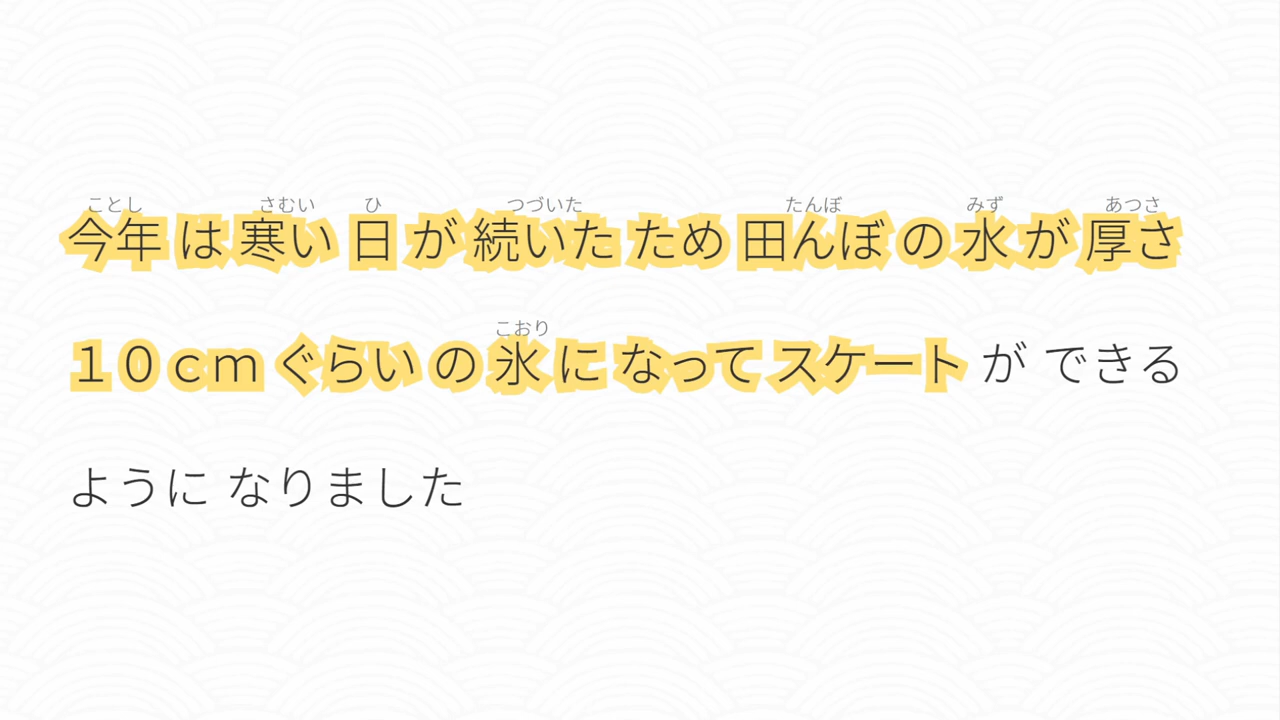 ことし さむい ひ つづいた たんぼ みず あつさ
今年 は 寒い 日 が 続いた ため 田んぼ の 水 が 厚さ
こおり
１０ｃｍ ぐらい の 氷 に なって スケート が できる
ように なりました